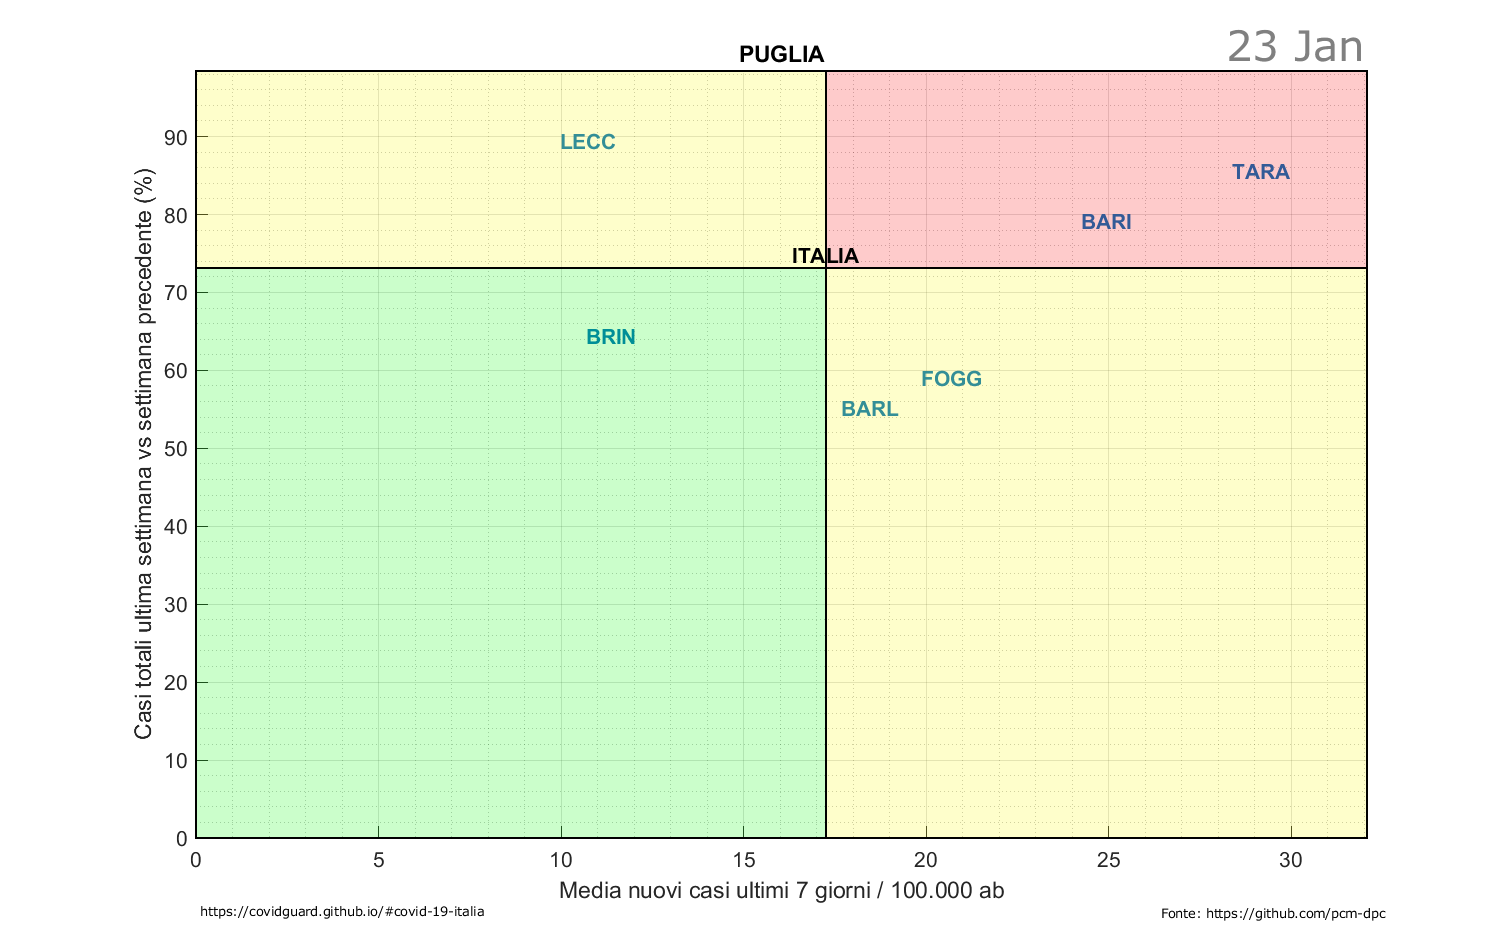 PUGLIA
23 Jan
Casi totali ultima settimana vs settimana precedente (%)
90
80
70
60
50
40
30
20
10
0
LECC
TARA
BARI
ITALIA
BRIN
FOGG
BARL
0 5 10 15 20 25 30
Media nuovi casi ultimi 7 giorni / 100.000 ab
https://covidguard.github.io/#covid-19-italia
Fonte: https://github.com/pcm-dpc